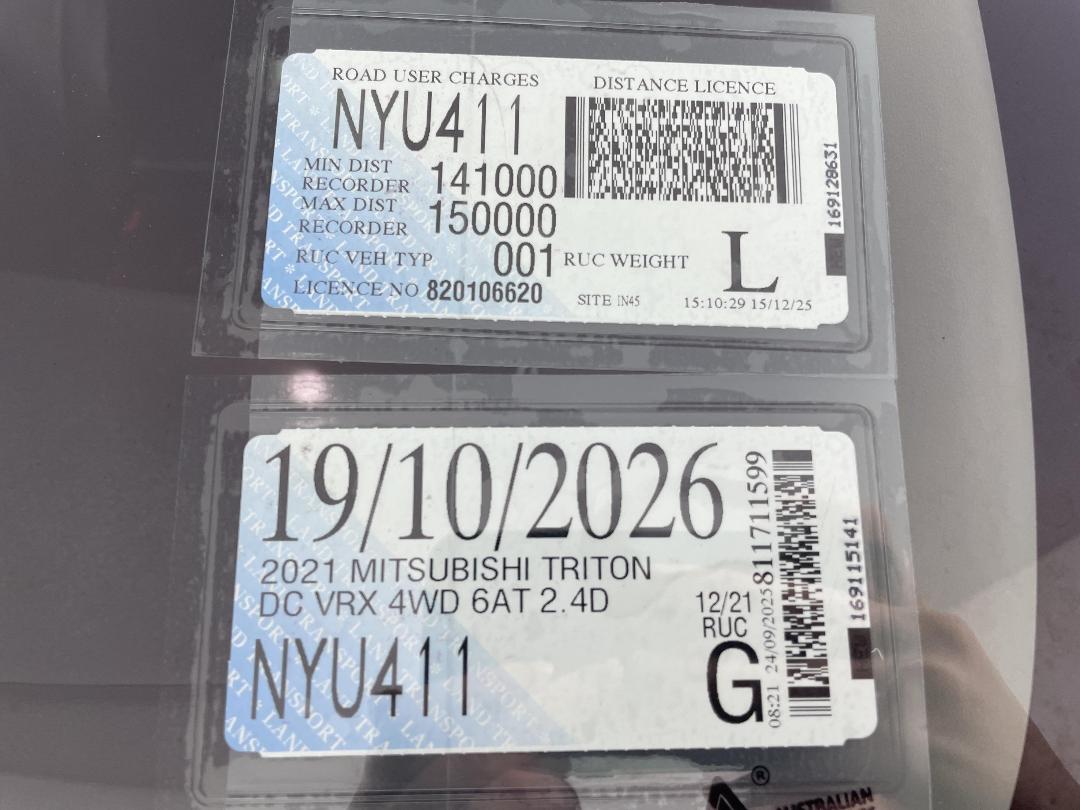 ROAD USER CHARGES
DISTANCE LICENCE
NYU411
MIN DIST
RECORDER 141000
MAX DIST
RECORDER 150000
RUC VEH TYP 001
RUC WEIGHT L
LICENCE NO 820106620
SITE IN45
15:10:29 15/12/25
169128631
19/10/2026
2021 MITSUBISHI TRITON
DC VRX 4WD 6AT 2.4D
12/21
RUC
NYU411
G
08:21 24/09/2025
811711599
169115141
AUSTRALIAN